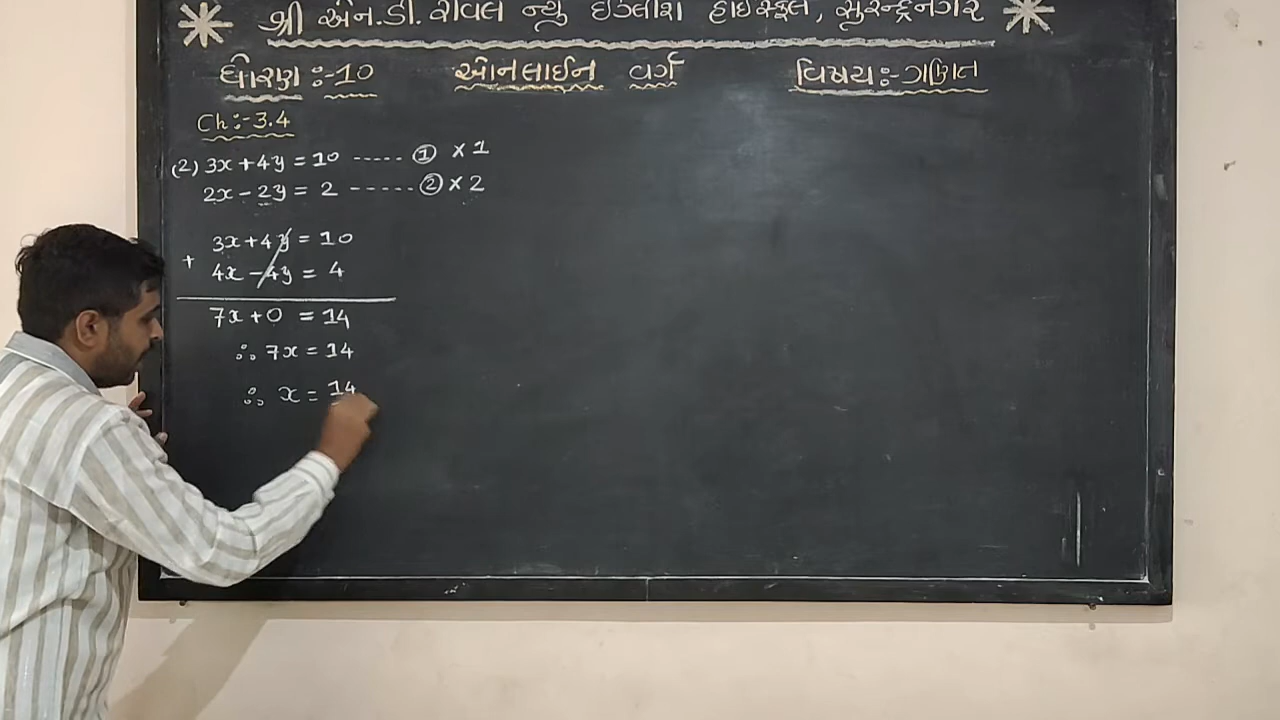 શ્રી એન.ડી. રાવલ ન્યુ ઇંગ્લીશ હાઇસ્કૂલ, સુરેન્દ્રનગર
ધોરણ :- 10 ઓનલાઈન વર્ગ વિષય:- ગણિત
Ch:- 3.4
(2) 3x + 4y = 10 ----- ① × 1
2x - 2y = 2 ------ ② × 2
3x + 4y = 10
+
4x - 4y = 4
7x + 0 = 14
∴ 7x = 14
∴ x = 14